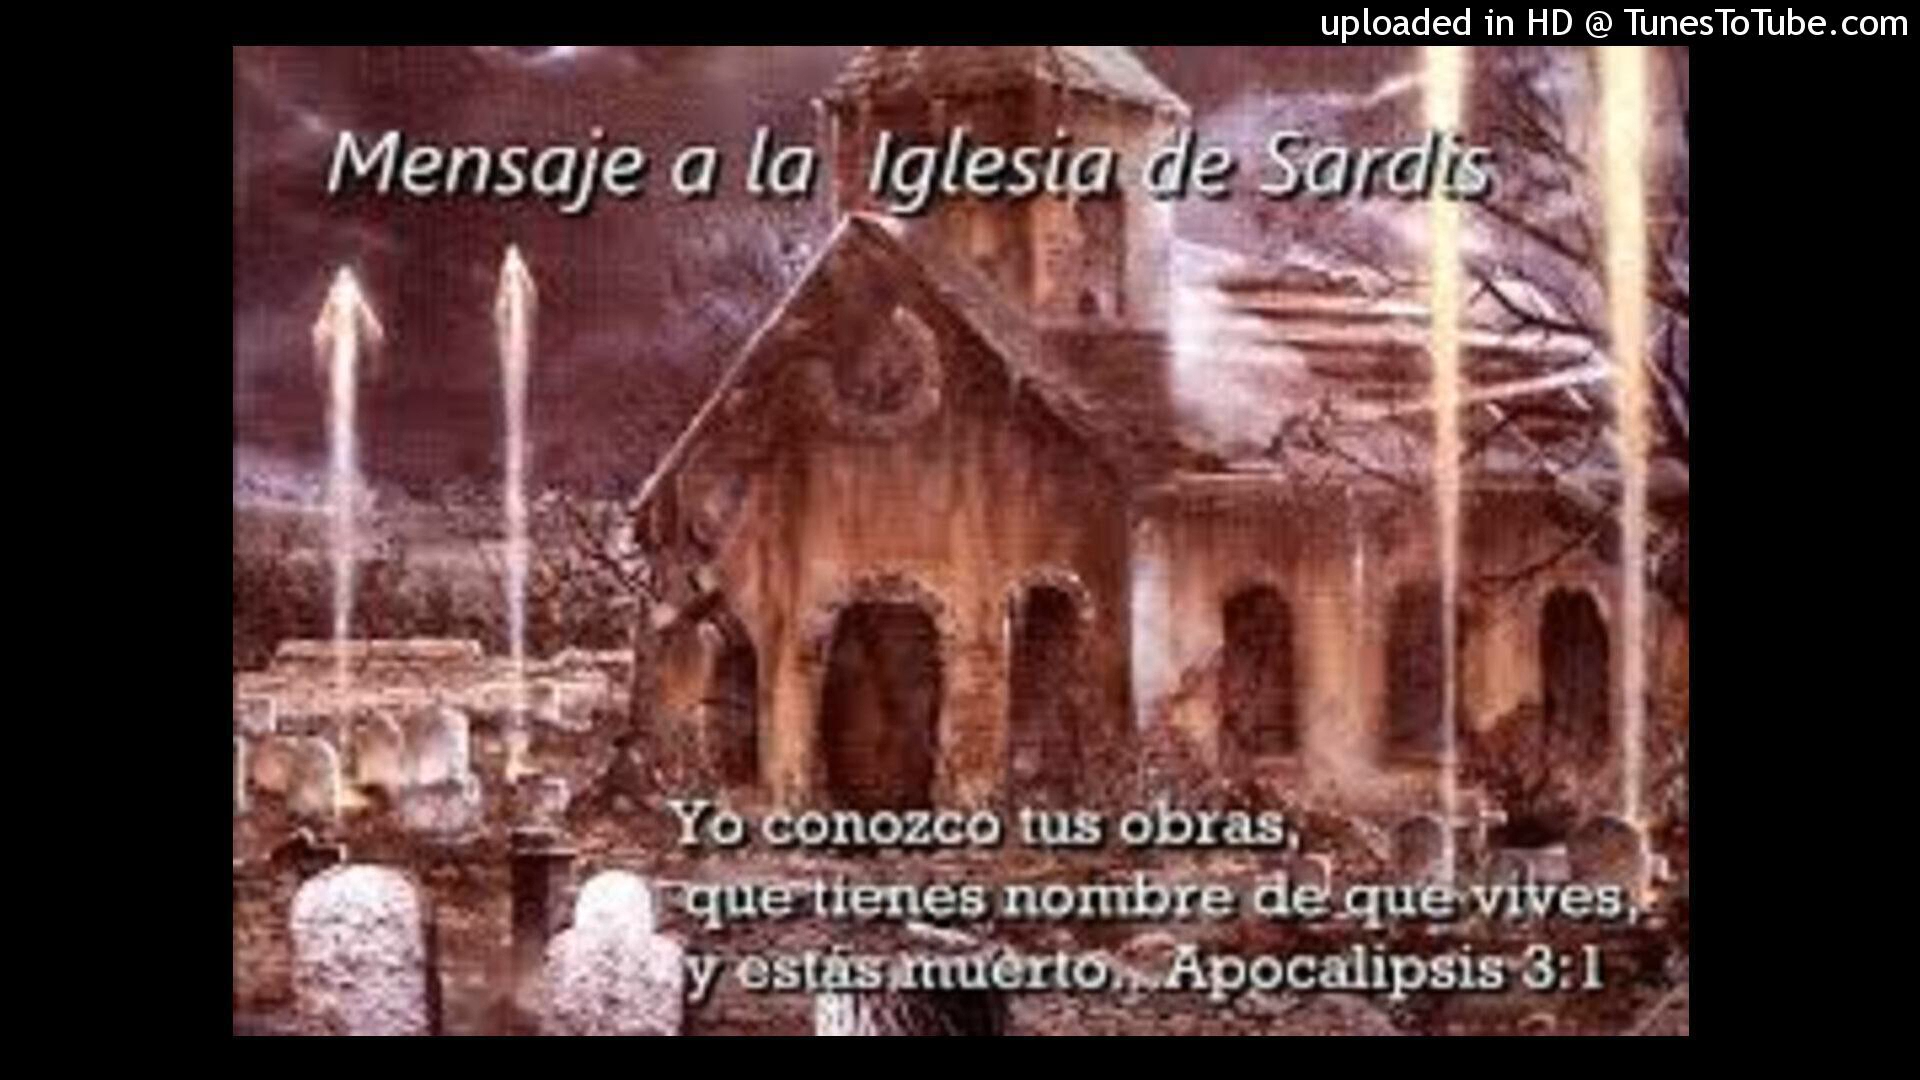 uploaded in HD @ TunesToTube.com
Mensaje a la Iglesia de Sardis
Yo conozco tus obras,
que tienes nombre de que vives,
y estás muerto. Apocalipsis 3:1